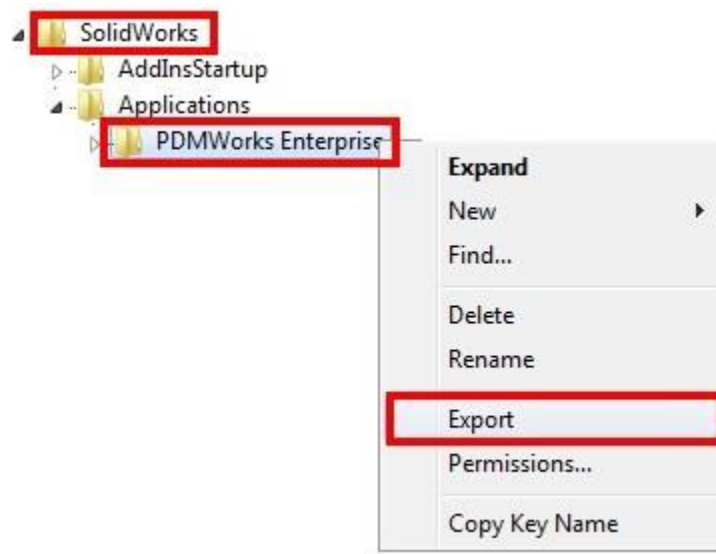 SolidWorks
AddInsStartup
Applications
PDMWorks Enterprise
Expand
New
Find...
Delete
Rename
Export
Permissions...
Copy Key Name